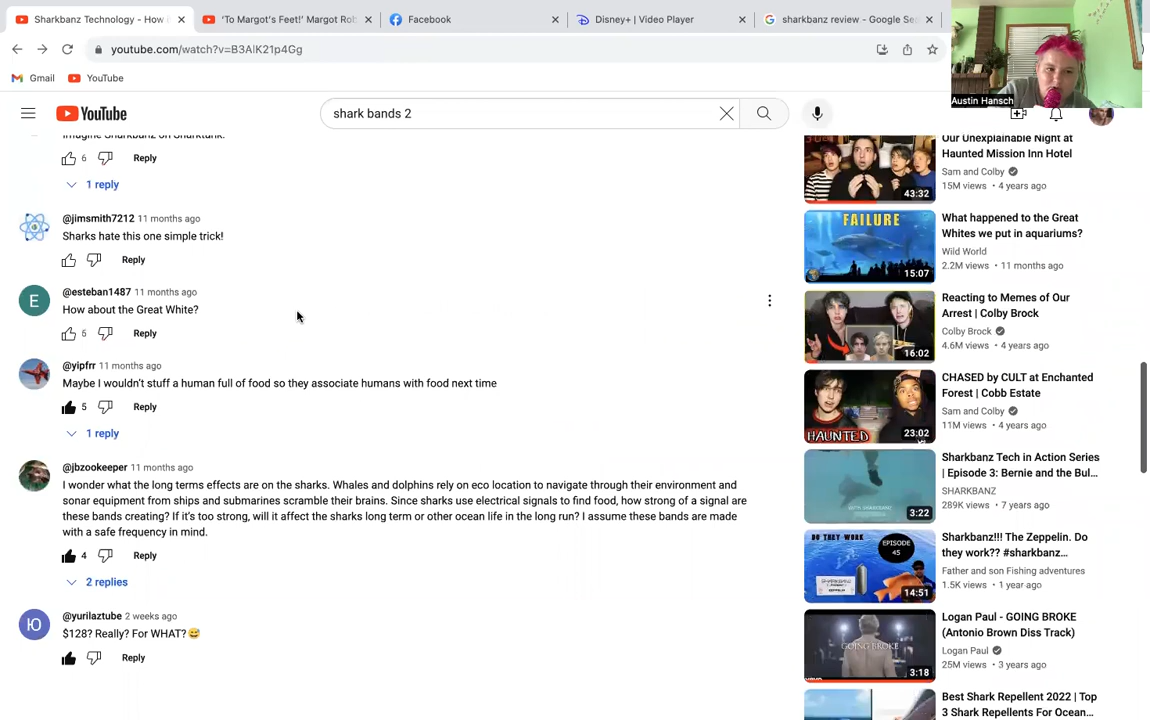 Sharkbanz Technology - How
'To Margot's Feet!' Margot Rob
Facebook
Disney+ | Video Player
sharkbanz review - Google Sea
youtube.com/watch?v=B3AlK21p4Gg
Gmail
YouTube
Austin Hansch
YouTube
shark bands 2
Imagine Sharkbanz on Sharktank.
6
Reply
1 reply
@jimsmith7212 11 months ago
Sharks hate this one simple trick!
Reply
@esteban1487 11 months ago
E
How about the Great White?
6
Reply
@yipfrr 11 months ago
Maybe I wouldn't stuff a human full of food so they associate humans with food next time
5
Reply
1 reply
@jbzookeeper 11 months ago
I wonder what the long terms effects are on the sharks. Whales and dolphins rely on eco location to navigate through their environment and
sonar equipment from ships and submarines scramble their brains. Since sharks use electrical signals to find food, how strong of a signal are
these bands creating? If it's too strong, will it affect the sharks long term or other ocean life in the long run? I assume these bands are made
with a safe frequency in mind.
4
Reply
2 replies
@yurilaztube 2 weeks ago
Ю
$128? Really? For WHAT?😅
Reply
Our Unexplainable Night at
Haunted Mission Inn Hotel
Sam and Colby
15M views • 4 years ago
43:32
FAILURE
15:07
What happened to the Great
Whites we put in aquariums?
Wild World
2.2M views • 11 months ago
16:02
Reacting to Memes of Our
Arrest | Colby Brock
Colby Brock
4.6M views • 4 years ago
HAUNTED
23:02
CHASED by CULT at Enchanted
Forest | Cobb Estate
Sam and Colby
11M views • 4 years ago
3:22
Sharkbanz Tech in Action Series
| Episode 3: Bernie and the Bul...
SHARKBANZ
289K views • 7 years ago
DO THEY WORK
EPISODE
45
14:51
Sharkbanz!!! The Zeppelin. Do
they work?? #sharkbanz...
Father and son Fishing adventures
1.5K views • 1 year ago
GOING BROKE
3:18
Logan Paul - GOING BROKE
(Antonio Brown Diss Track)
Logan Paul
25M views • 3 years ago
Best Shark Repellent 2022 | Top
3 Shark Repellents For Ocean...